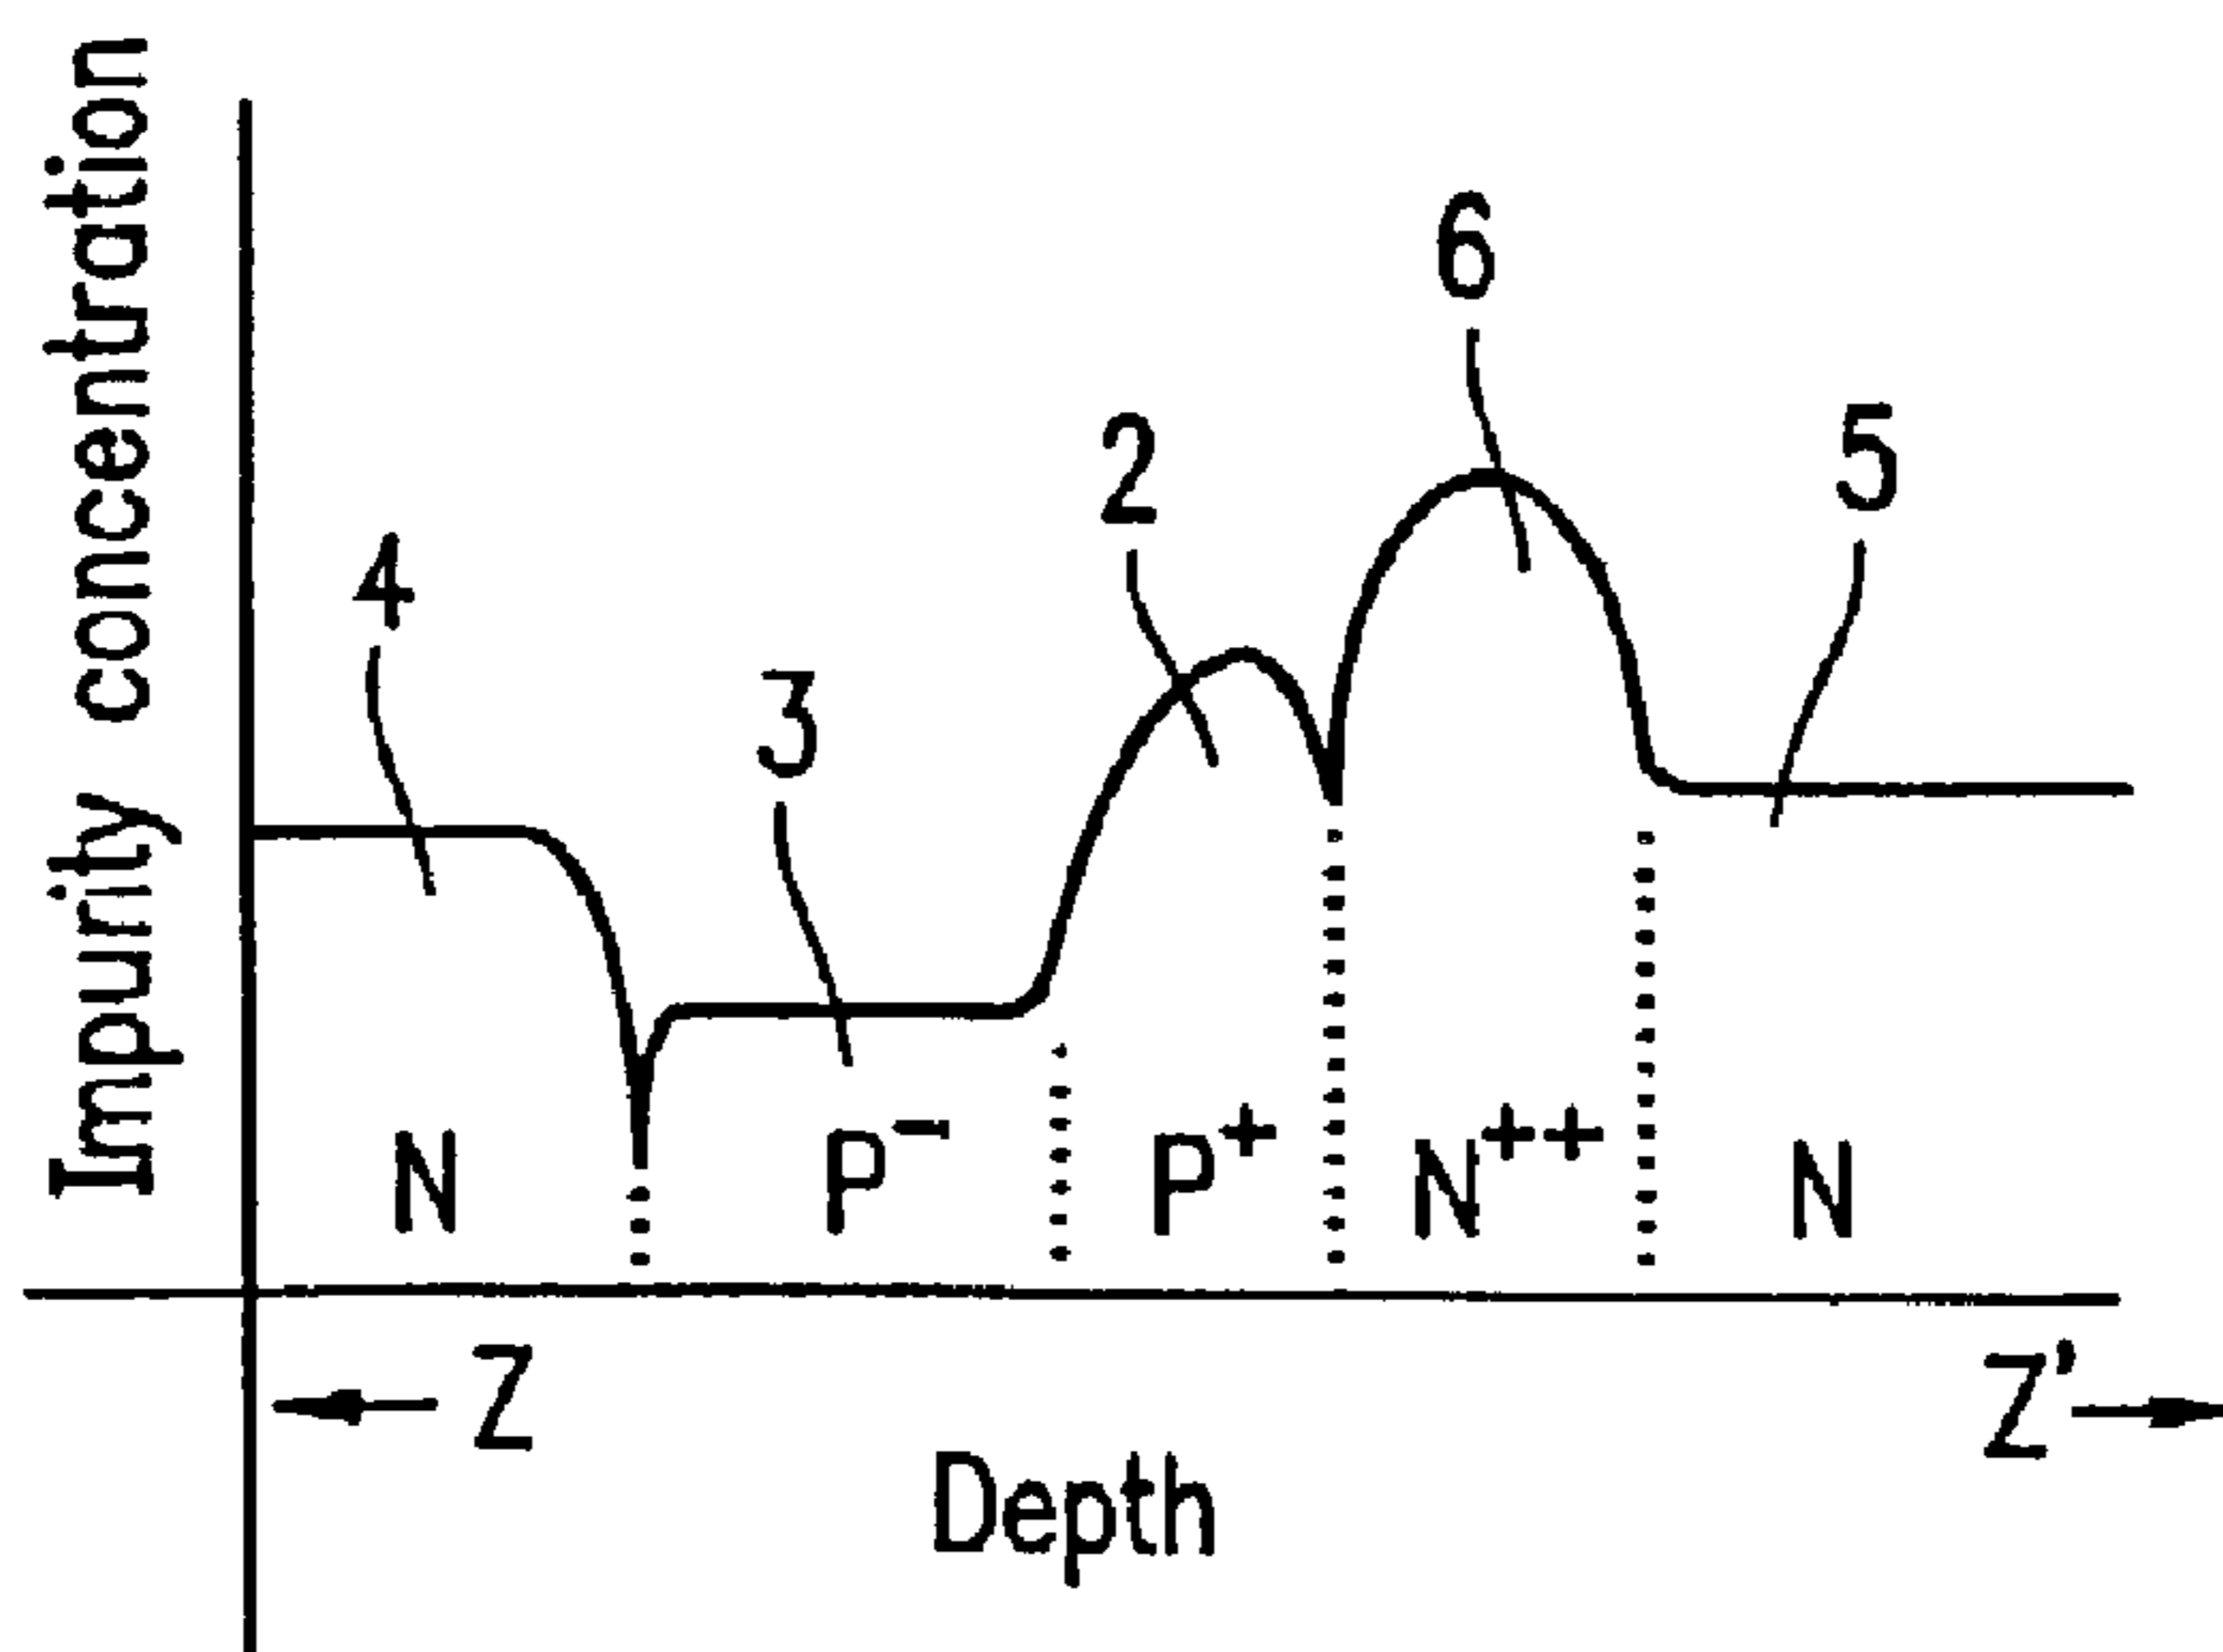 Impurity concentration
6
2
5
4
3
N P⁻ P⁺ N⁺⁺ N
Z Z'
Depth